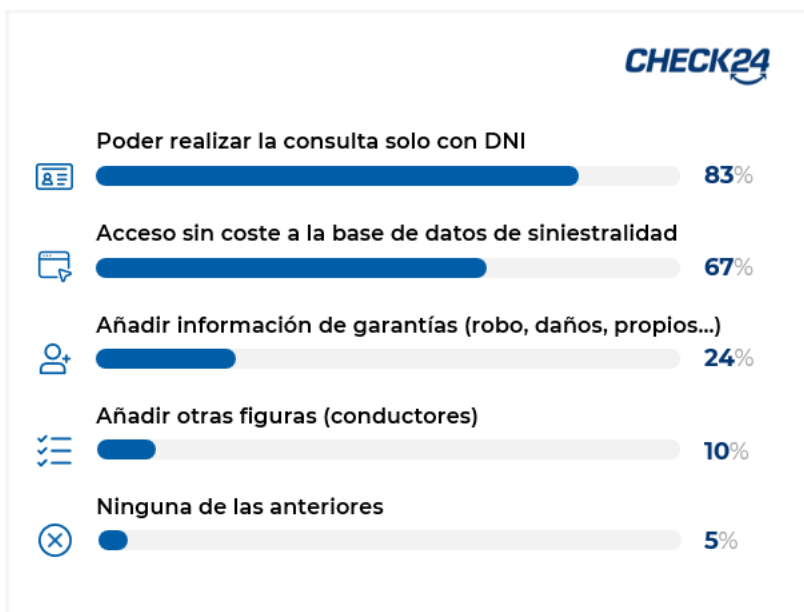 CHECK24
Poder realizar la consulta solo con DNI
83%
Acceso sin coste a la base de datos de siniestralidad
67%
Añadir información de garantías (robo, daños, propios...)
24%
Añadir otras figuras (conductores)
10%
Ninguna de las anteriores
5%